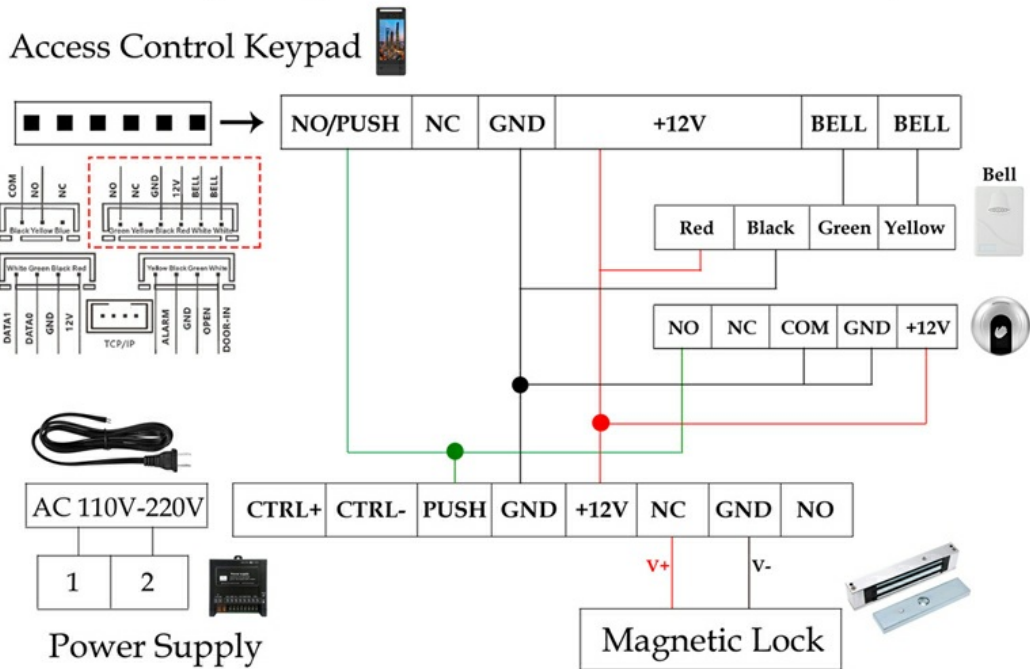 Access Control Keypad
NO/PUSH NC GND +12V BELL BELL
COM NO NC
Black Yellow Blue
NO NC GND 12V BELL BELL
Green Yellow Black Red White White
Bell
Red Black Green Yellow
White Green Black Red
Yellow Black Green White
DATA1 DATA0 GND 12V
TCP/IP
ALARM GND OPEN DOOR-IN
NO NC COM GND +12V
AC 110V-220V
CTRL+ CTRL- PUSH GND +12V NC GND NO
1 2
V+ V-
Power Supply
Magnetic Lock